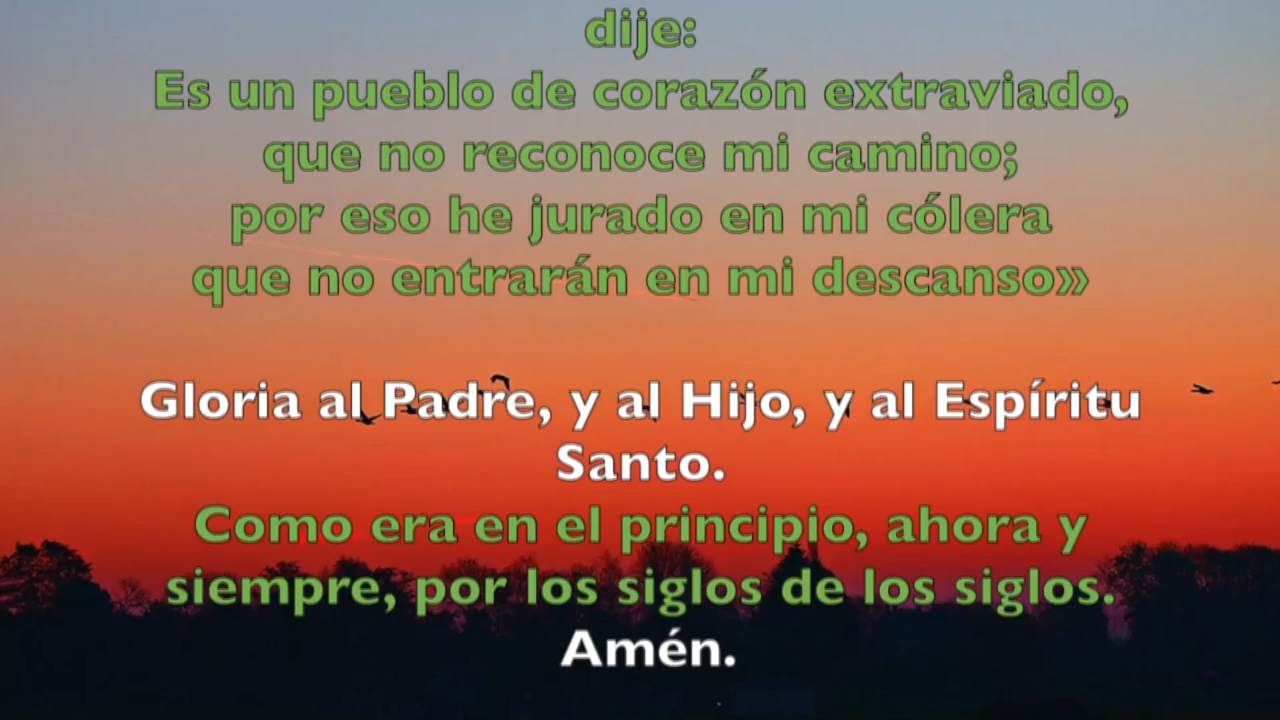 dije:
Es un pueblo de corazón extraviado,
que no reconoce mi camino;
por eso he jurado en mi cólera
que no entrarán en mi descanso»
Gloria al Padre, y al Hijo, y al Espíritu
Santo.
Como era en el principio, ahora y
siempre, por los siglos de los siglos.
Amén.